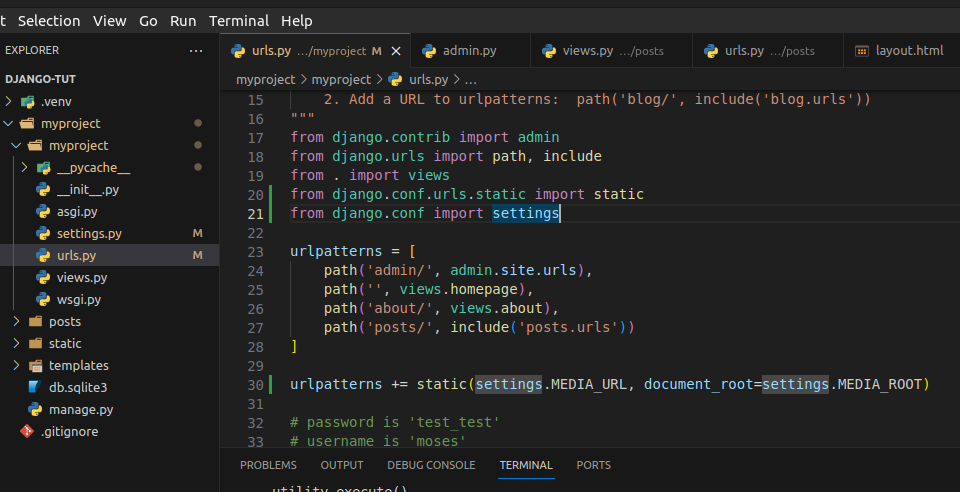 t Selection View Go Run Terminal Help
EXPLORER ...
urls.py .../myproject M × admin.py views.py .../posts urls.py .../posts layout.html
DJANGO-TUT
.venv
myproject
myproject
__pycache__
__init__.py
asgi.py
settings.py M
urls.py M
views.py
wsgi.py
posts
static
templates
db.sqlite3
manage.py
.gitignore
myproject > myproject > urls.py > ...
15 2. Add a URL to urlpatterns:  path('blog/', include('blog.urls'))
16 """
17 from django.contrib import admin
18 from django.urls import path, include
19 from . import views
20 from django.conf.urls.static import static
21 from django.conf import settings
22
23 urlpatterns = [
24     path('admin/', admin.site.urls),
25     path('', views.homepage),
26     path('about/', views.about),
27     path('posts/', include('posts.urls'))
28 ]
29
30 urlpatterns += static(settings.MEDIA_URL, document_root=settings.MEDIA_ROOT)
31
32 # password is 'test_test'
33 # username is 'moses'
PROBLEMS OUTPUT DEBUG CONSOLE TERMINAL PORTS
utility.execute()